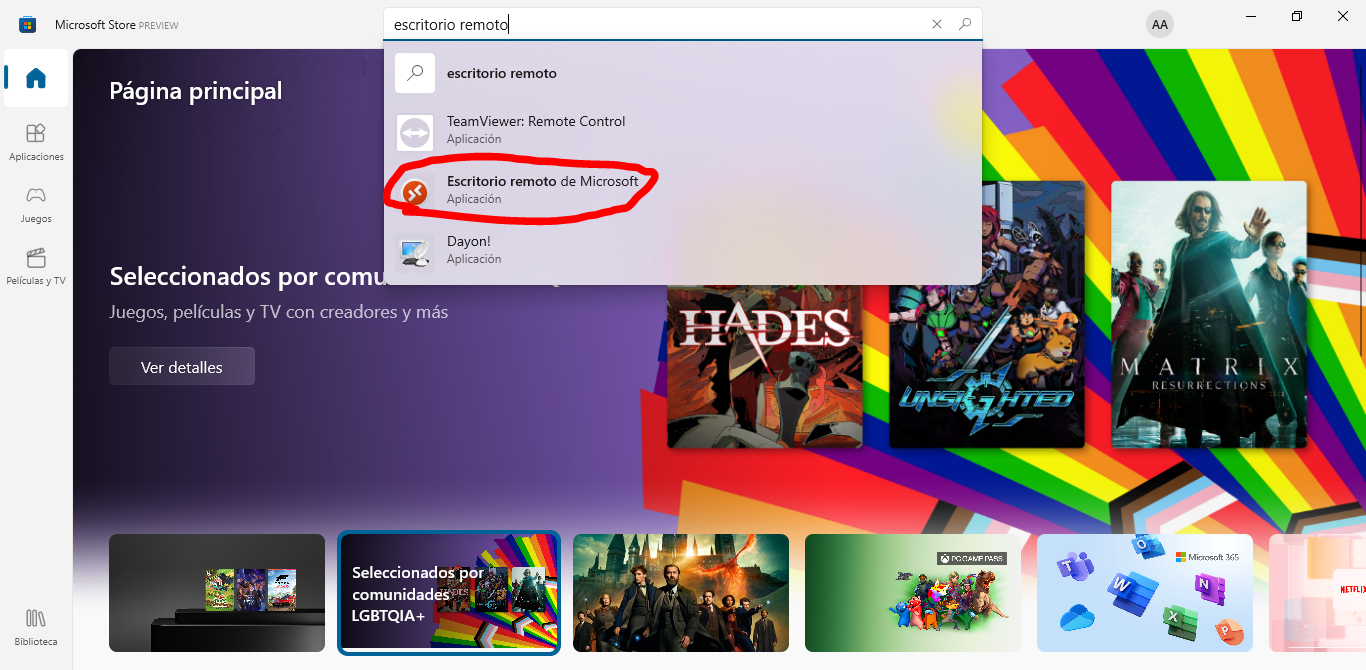 Microsoft Store PREVIEW
escritorio remoto
AA
escritorio remoto
TeamViewer: Remote Control
Aplicación
Escritorio remoto de Microsoft
Aplicación
Dayon!
Aplicación
Aplicaciones
Juegos
Películas y TV
Biblioteca
Página principal
Seleccionados por comu
Juegos, películas y TV con creadores y más
Ver detalles
HADES
UNSIGHTED
MATRIX
RESURRECTIONS
Seleccionados por
comunidades
LGBTQIA+
PC GAME PASS
Microsoft 365
NETFLIX